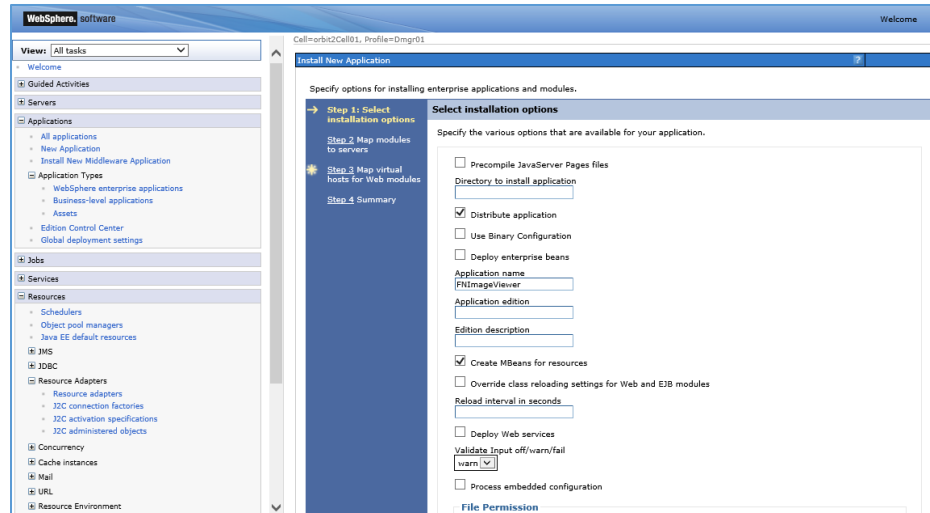 WebSphere. software
Welcome
View: All tasks
Welcome
Guided Activities
Servers
Applications
All applications
New Application
Install New Middleware Application
Application Types
WebSphere enterprise applications
Business-level applications
Assets
Edition Control Center
Global deployment settings
Jobs
Services
Resources
Schedulers
Object pool managers
Java EE default resources
JMS
JDBC
Resource Adapters
Resource adapters
J2C connection factories
J2C activation specifications
J2C administered objects
Concurrency
Cache instances
Mail
URL
Resource Environment
Cell=orbit2Cell01, Profile=Dmgr01
Install New Application
?
Specify options for installing enterprise applications and modules.
Step 1: Select
installation options
Step 2 Map modules
to servers
Step 3 Map virtual
hosts for Web modules
Step 4 Summary
Select installation options
Specify the various options that are available for your application.
Precompile JavaServer Pages files
Directory to install application
Distribute application
Use Binary Configuration
Deploy enterprise beans
Application name
FNImageViewer
Application edition
Edition description
Create MBeans for resources
Override class reloading settings for Web and EJB modules
Reload interval in seconds
Deploy Web services
Validate Input off/warn/fail
warn
Process embedded configuration
File Permission